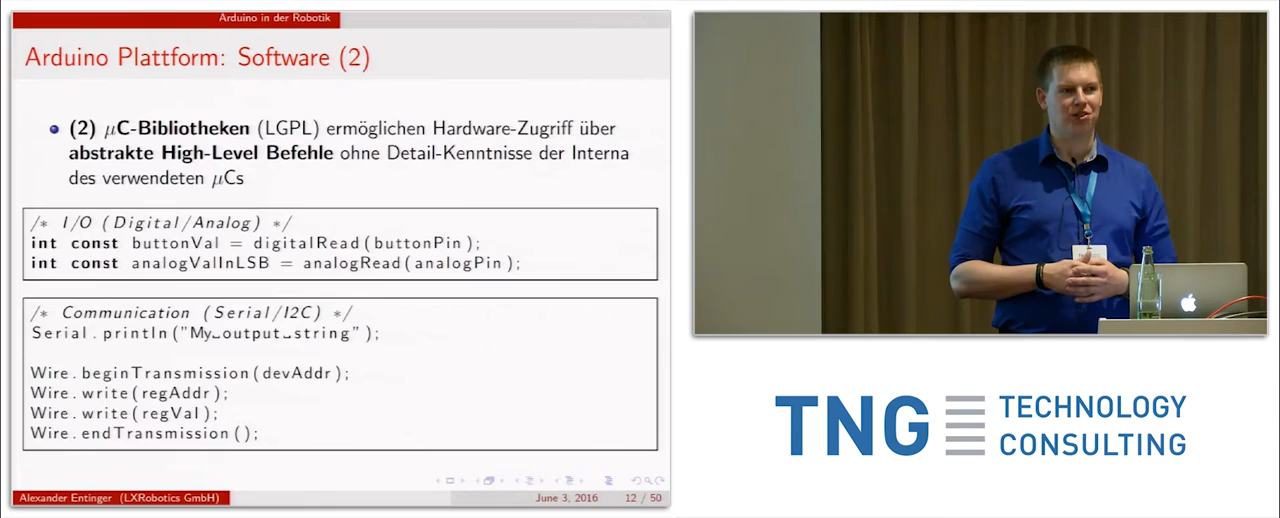 Arduino in der Robotik
Arduino Plattform: Software (2)
(2) μC-Bibliotheken (LGPL) ermöglichen Hardware-Zugriff über
abstrakte High-Level Befehle ohne Detail-Kenntnisse der Interna
des verwendeten μCs
/* I/O (Digital/Analog) */
int const buttonVal = digitalRead(buttonPin);
int const analogValInLSB = analogRead(analogPin);
/* Communication (Serial/I2C) */
Serial.println("My␣output␣string");
Wire.beginTransmission(devAddr);
Wire.write(regAddr);
Wire.write(regVal);
Wire.endTransmission();
Alexander Entinger (LXRobotics GmbH)
June 3, 2016
12 / 50
TNG TECHNOLOGY
CONSULTING